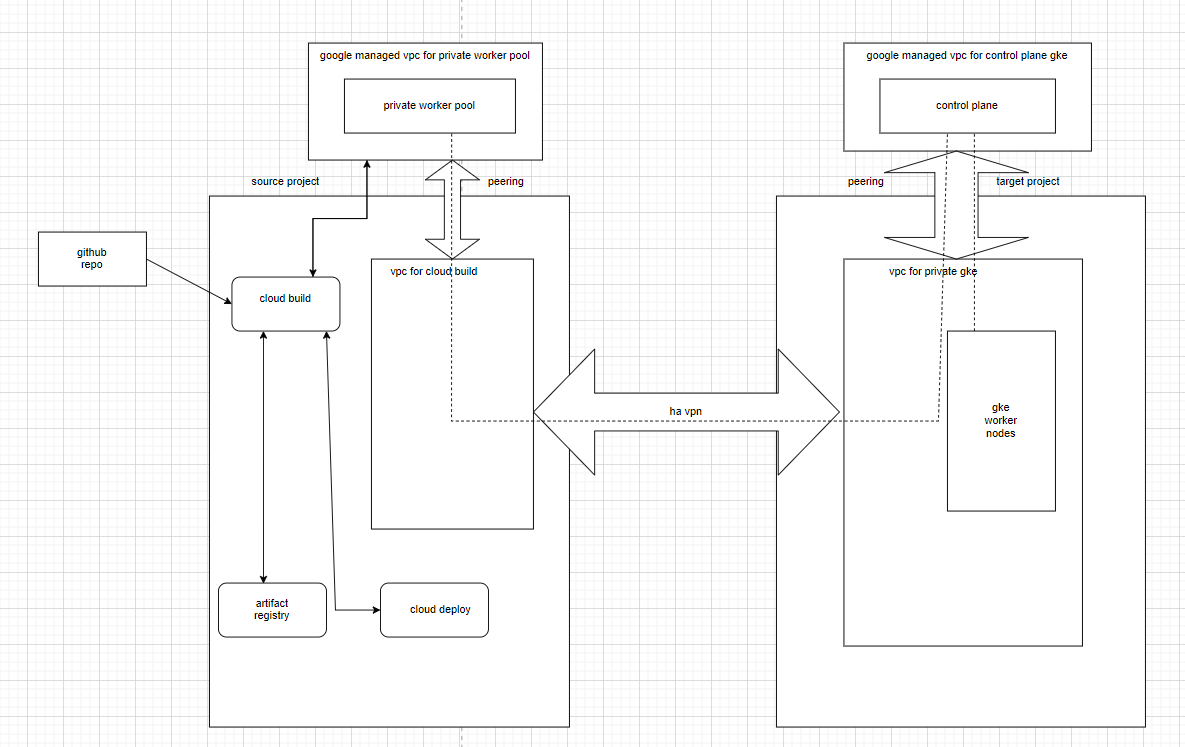 google managed vpc for private worker pool
private worker pool
google managed vpc for control plane gke
control plane
source project
peering
peering
target project
github
repo
cloud build
vpc for cloud build
vpc for private gke
ha vpn
gke
worker
nodes
artifact
registry
cloud deploy